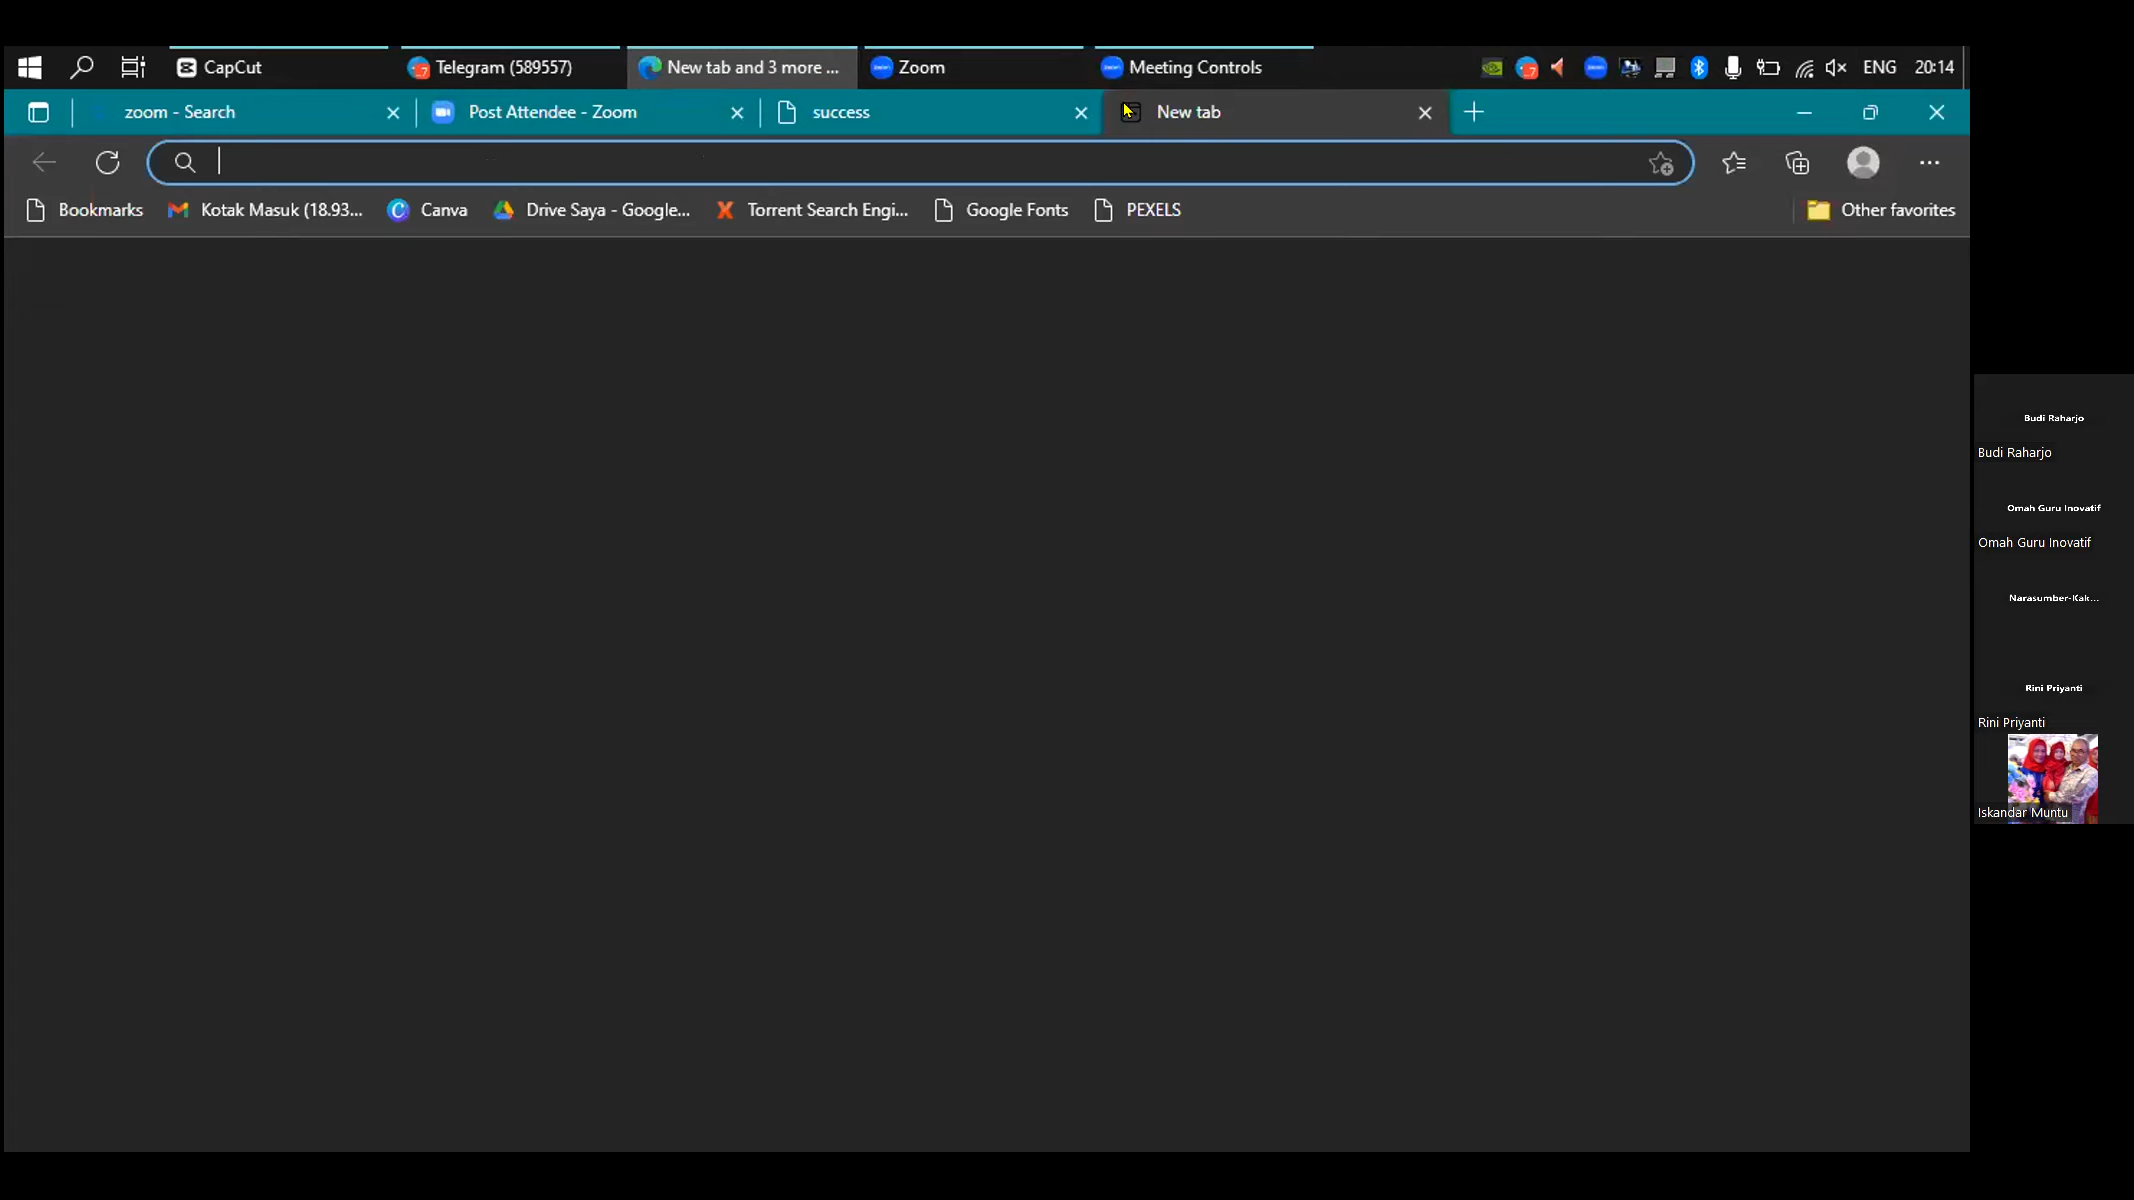 CapCut
Telegram (589557)
New tab and 3 more ...
Zoom
Meeting Controls
ENG
20:14
zoom - Search
Post Attendee - Zoom
success
New tab
Bookmarks
Kotak Masuk (18.93...
Canva
Drive Saya - Google...
Torrent Search Engi...
Google Fonts
PEXELS
Other favorites
Budi Raharjo
Budi Raharjo
Omah Guru Inovatif
Omah Guru Inovatif
Narasumber-Kak...
Rini Priyanti
Rini Priyanti
Iskandar Muntu